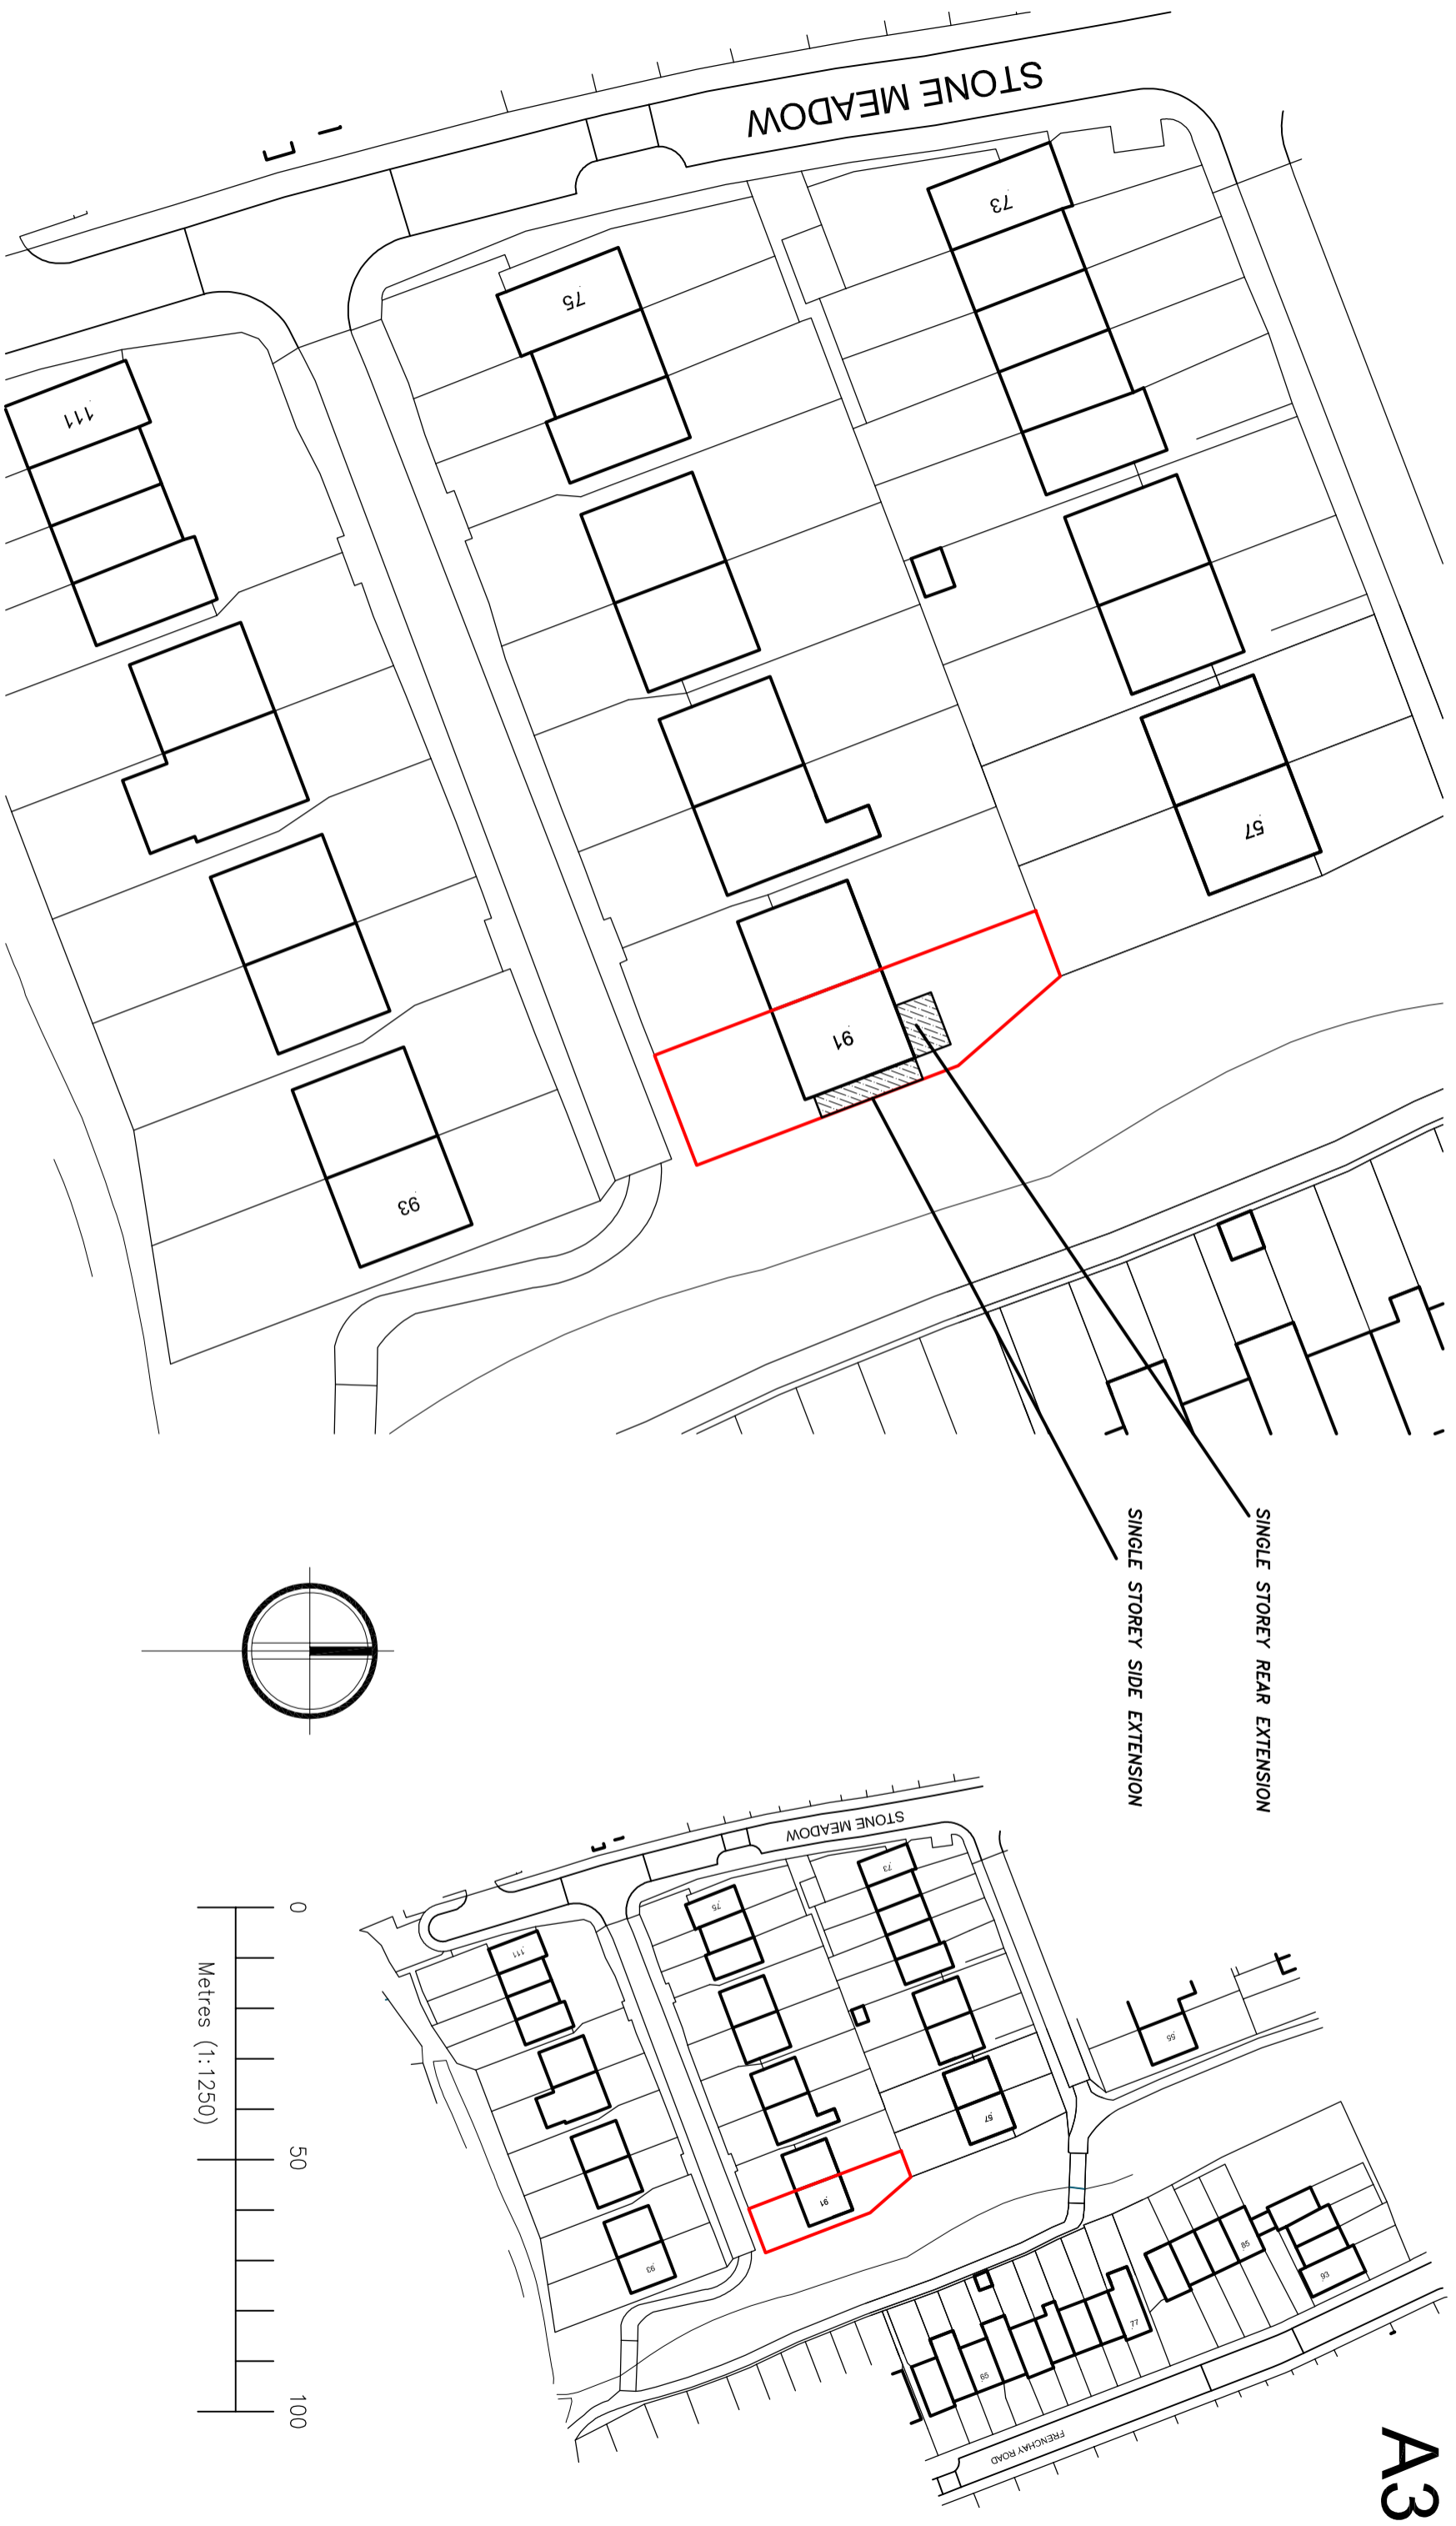 STONE MEADOW
73
75
111
57
91
93
SINGLE STOREY REAR EXTENSION
SINGLE STOREY SIDE EXTENSION
STONE MEADOW
73
75
111
55
57
91
93
85
93
77
65
FRENCHAY ROAD
0
50
100
Metres (1:1250)
A3